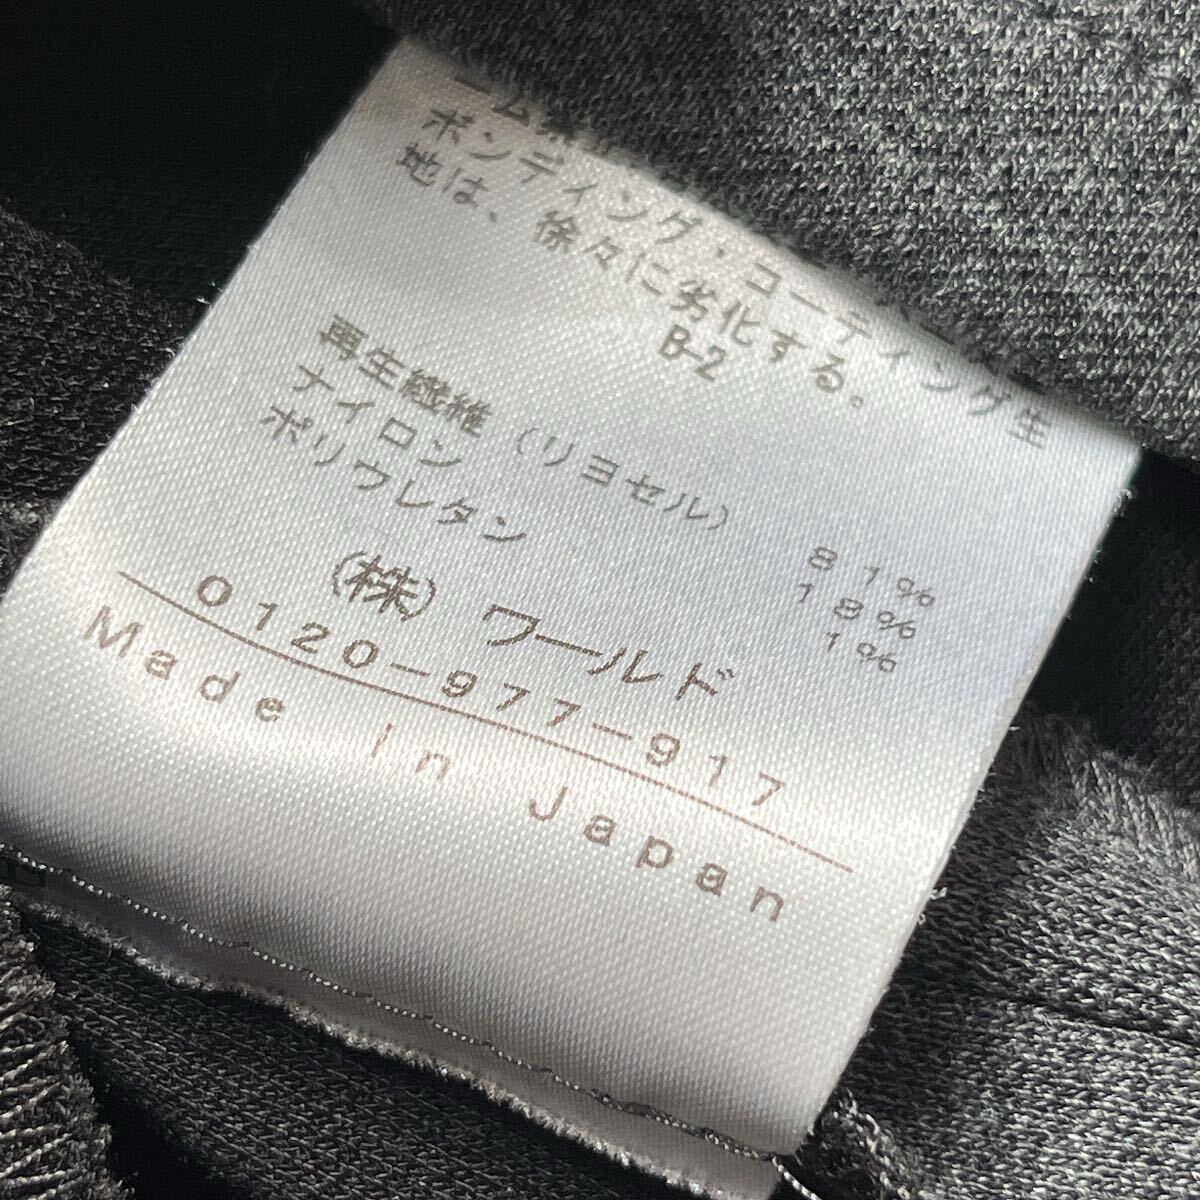 ボンディング・コーティング生
地は、徐々に劣化する。
B-2
再生繊維（リヨセル） 81%
ナイロン 18%
ポリウレタン 1%
(株) ワールド
0120-977-917
Made in Japan